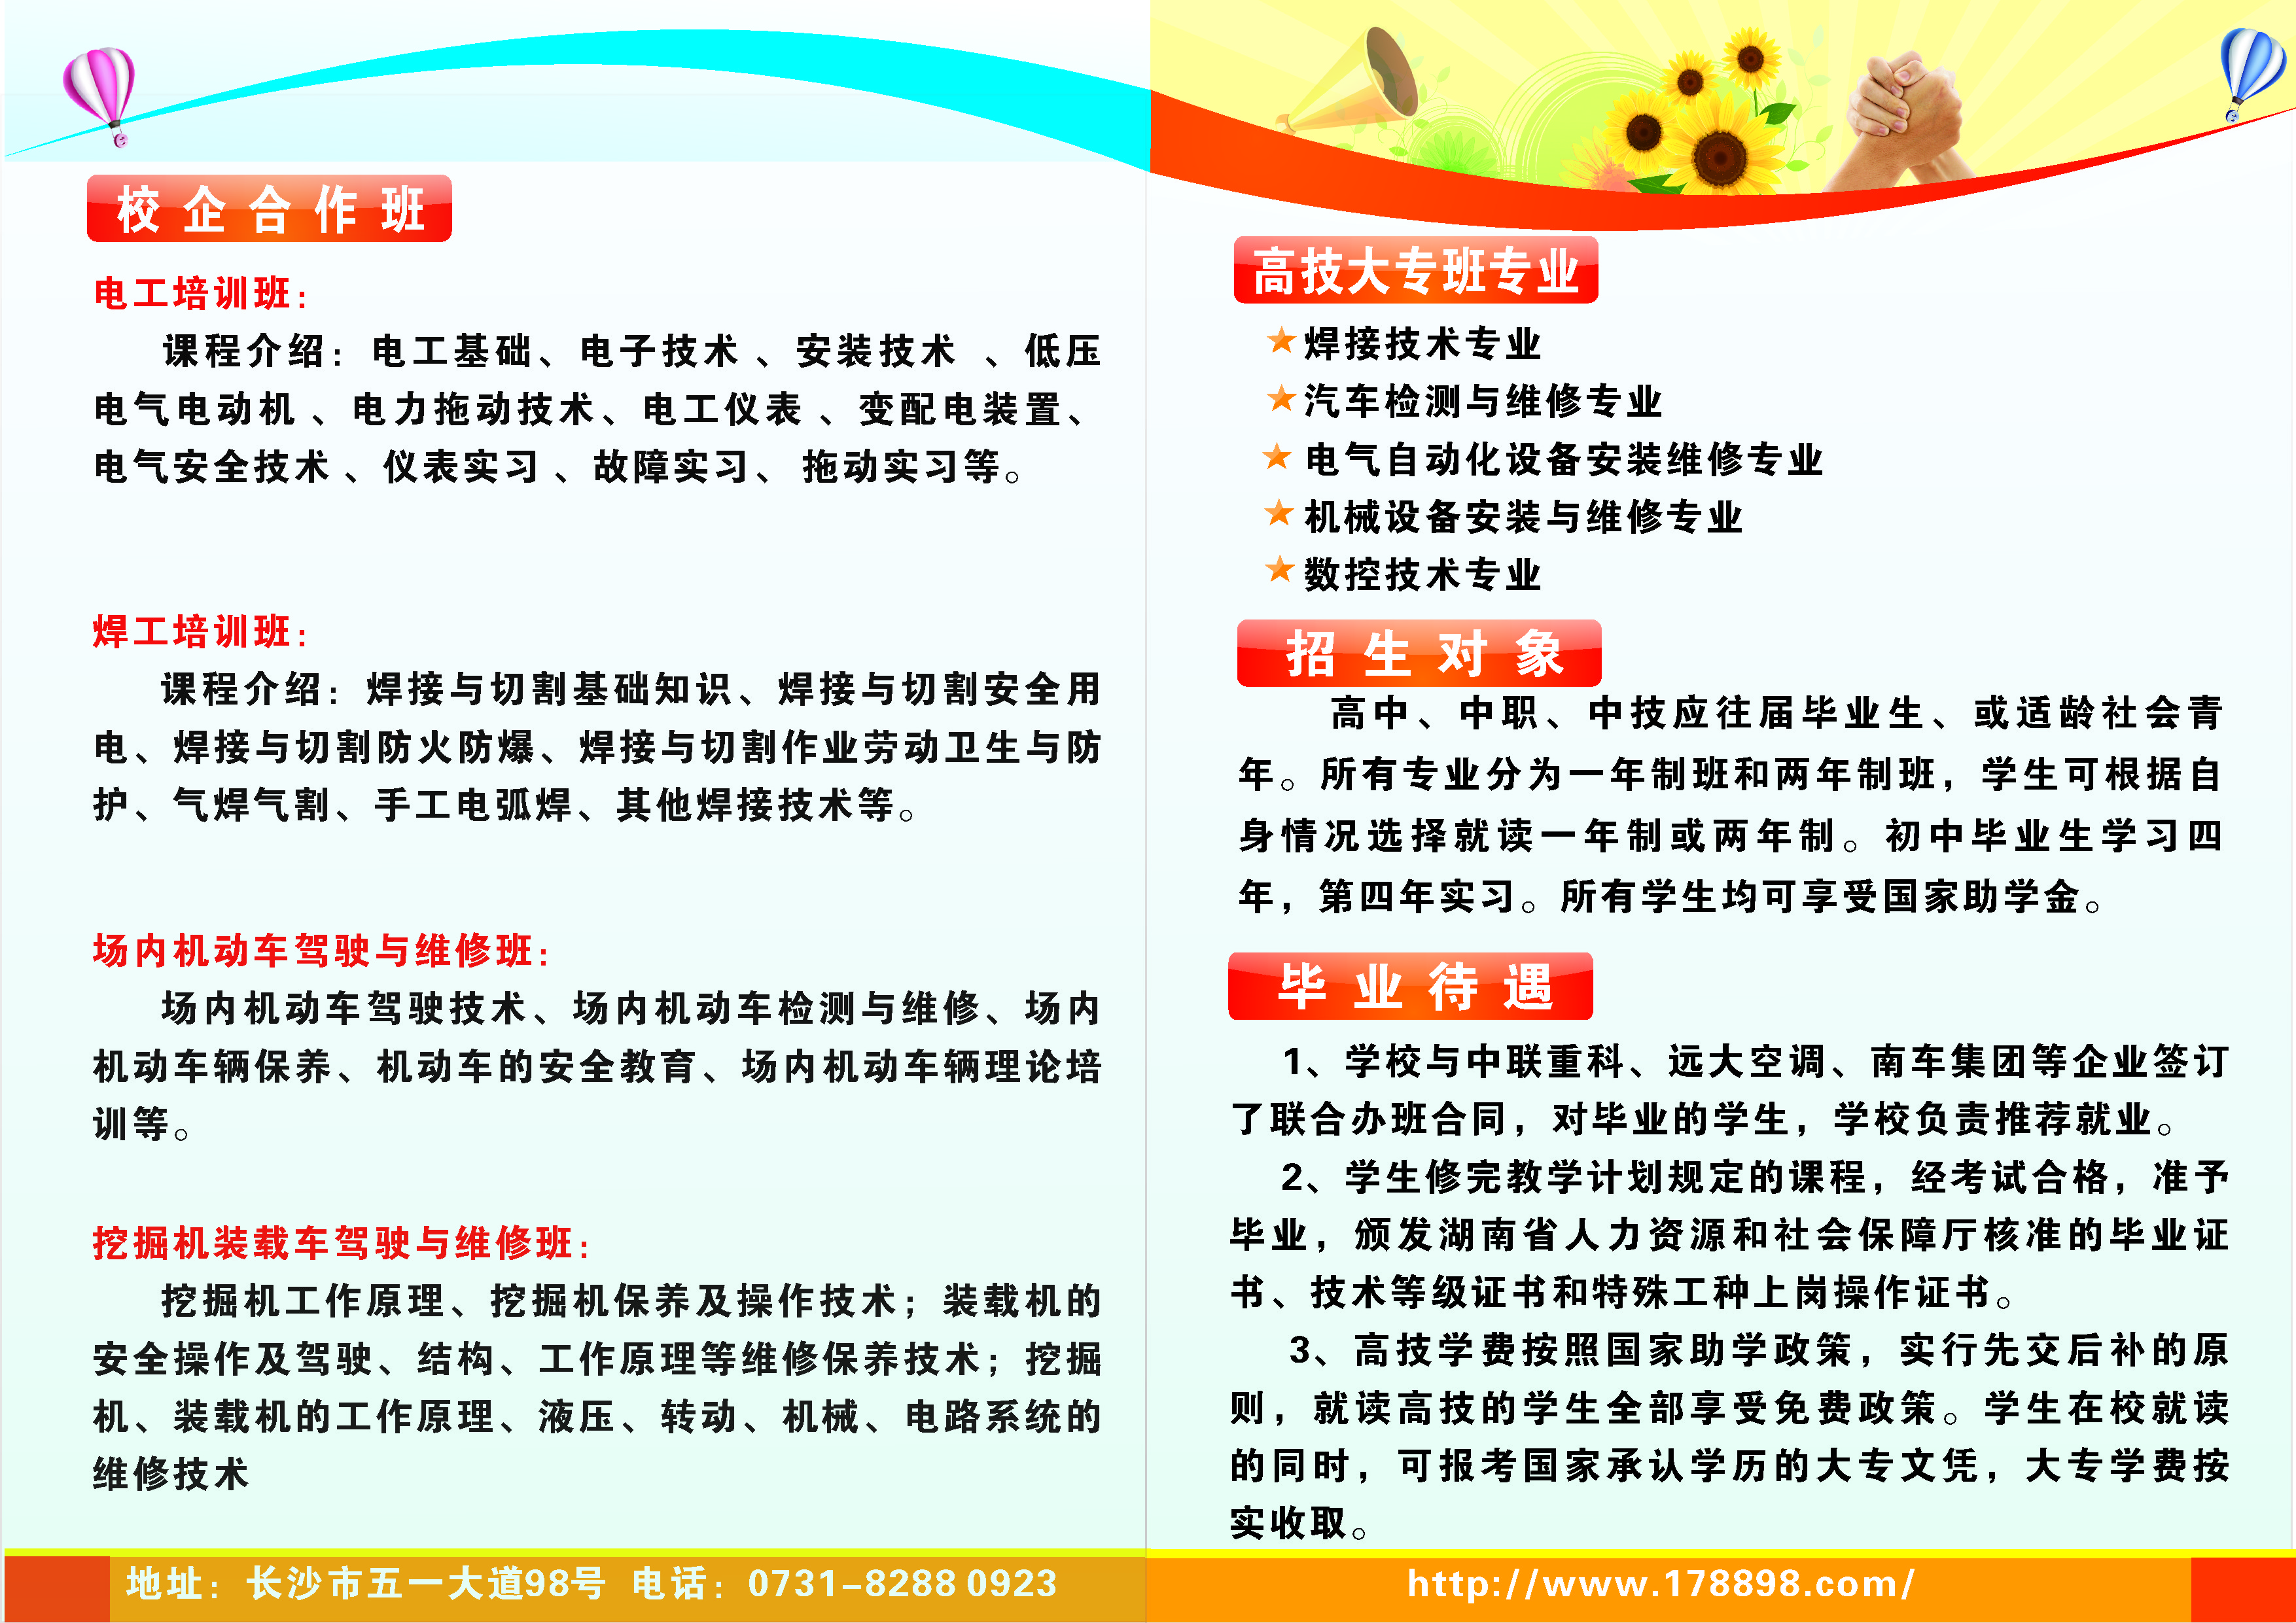 校企合作班
电工培训班：
课程介绍：电工基础、电子技术 、安装技术 、低压
电气电动机 、电力拖动技术、电工仪表 、变配电装置、
电气安全技术 、仪表实习 、故障实习、 拖动实习等。
焊工培训班：
课程介绍：焊接与切割基础知识、焊接与切割安全用
电、焊接与切割防火防爆、焊接与切割作业劳动卫生与防
护、气焊气割、手工电弧焊、其他焊接技术等。
场内机动车驾驶与维修班：
场内机动车驾驶技术、场内机动车检测与维修、场内
机动车辆保养、机动车的安全教育、场内机动车辆理论培
训等。
挖掘机装载车驾驶与维修班：
挖掘机工作原理、挖掘机保养及操作技术；装载机的
安全操作及驾驶、结构、工作原理等维修保养技术；挖掘
机、装载机的工作原理、液压、转动、机械、电路系统的
维修技术
地址：长沙市五一大道98号 电话：0731-8288 0923
高技大专班专业
焊接技术专业
汽车检测与维修专业
电气自动化设备安装维修专业
机械设备安装与维修专业
数控技术专业
招生对象
高中、中职、中技应往届毕业生、或适龄社会青
年。所有专业分为一年制班和两年制班，学生可根据自
身情况选择就读一年制或两年制。初中毕业生学习四
年，第四年实习。所有学生均可享受国家助学金。
毕业待遇
1、学校与中联重科、远大空调、南车集团等企业签订
了联合办班合同，对毕业的学生，学校负责推荐就业。
2、学生修完教学计划规定的课程，经考试合格，准予
毕业，颁发湖南省人力资源和社会保障厅核准的毕业证
书、技术等级证书和特殊工种上岗操作证书。
3、高技学费按照国家助学政策，实行先交后补的原
则，就读高技的学生全部享受免费政策。学生在校就读
的同时，可报考国家承认学历的大专文凭，大专学费按
实收取。
http://www.178898.com/